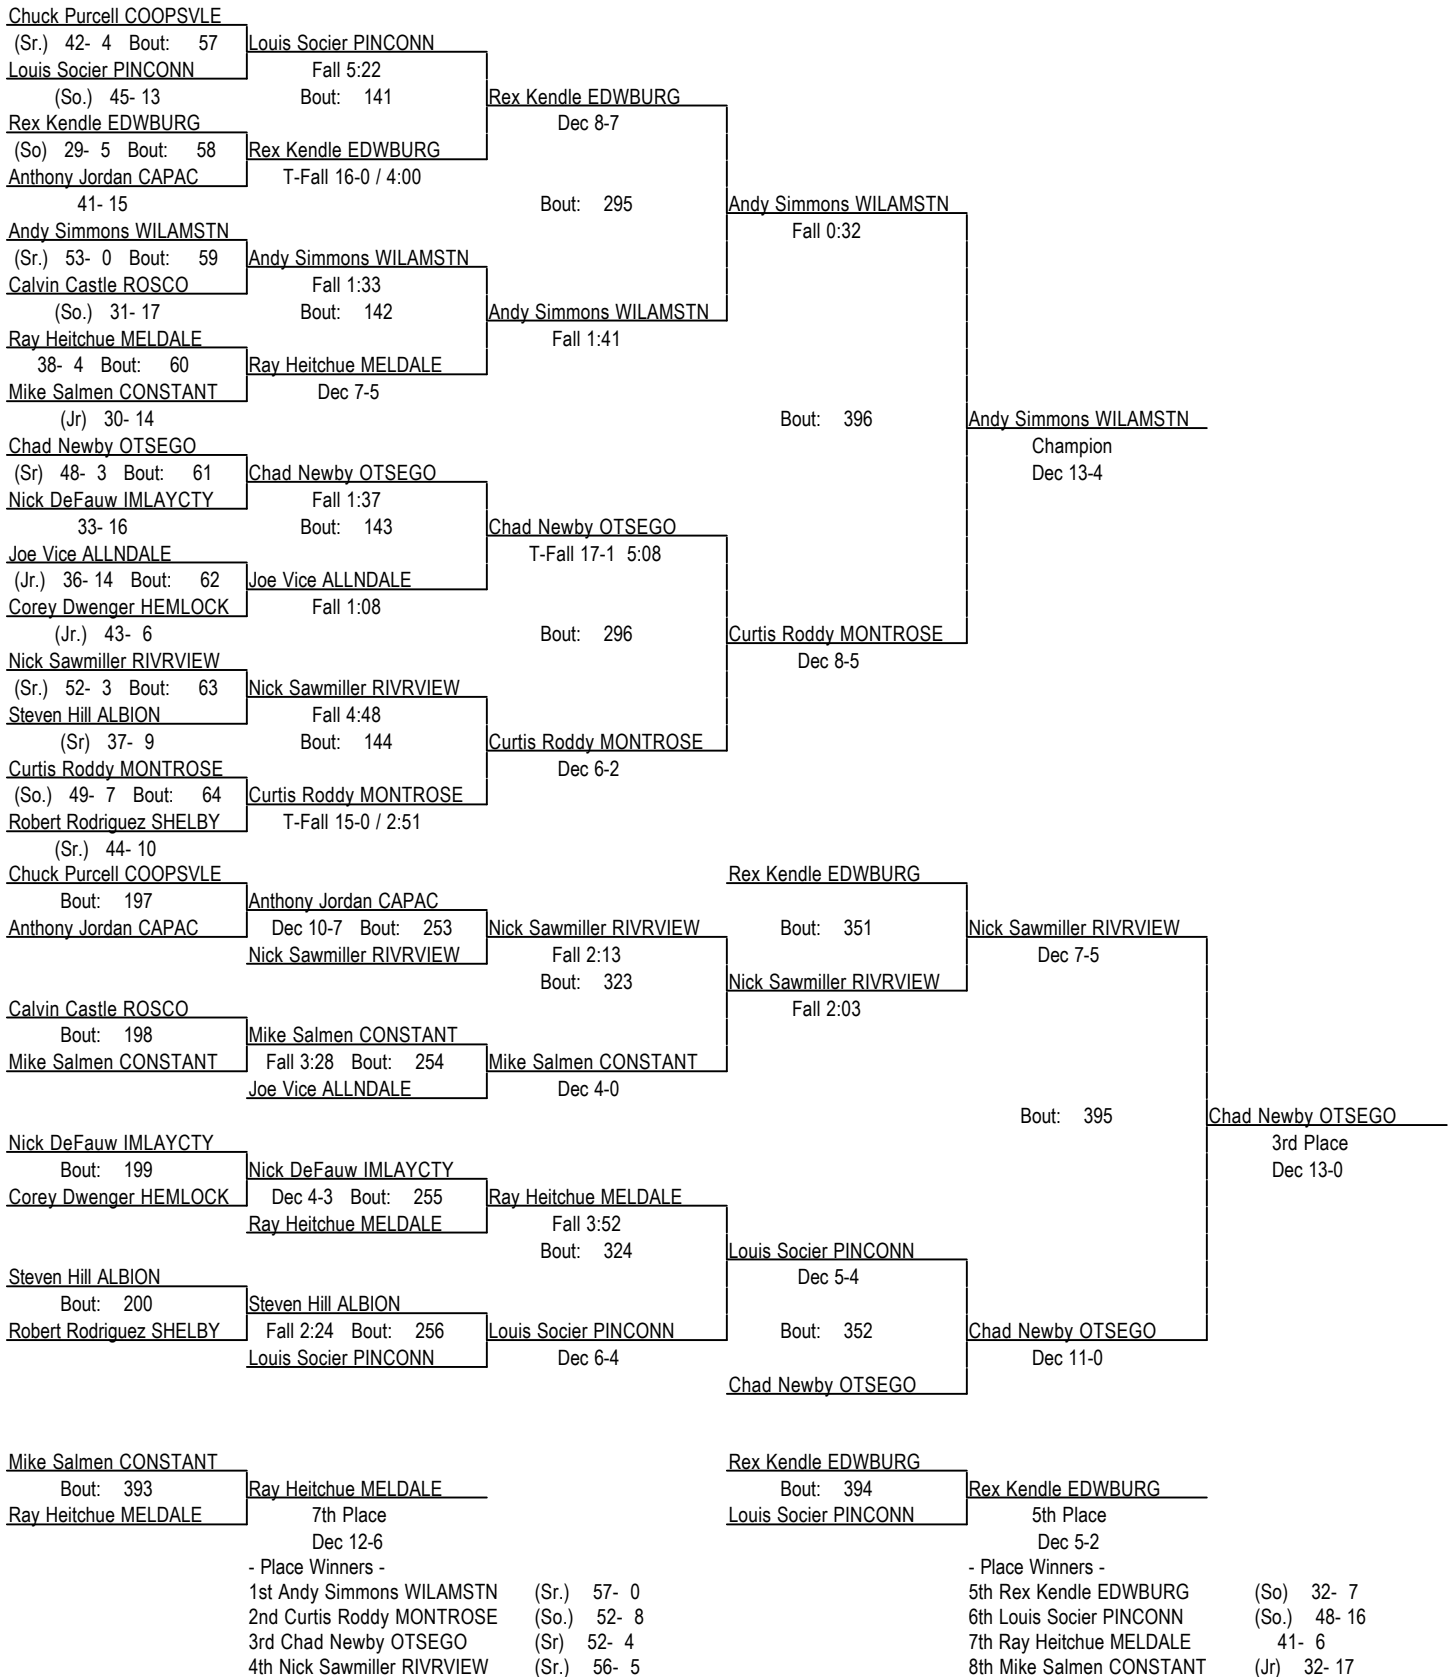 Chuck Purcell COOPSVLE
(Sr.) 42- 4 Bout: 57 Louis Socier PINCONN
Louis Socier PINCONN Fall 5:22
(So.) 45- 13 Bout: 141 Rex Kendle EDWBURG
Rex Kendle EDWBURG Dec 8-7
(So) 29- 5 Bout: 58 Rex Kendle EDWBURG
Anthony Jordan CAPAC T-Fall 16-0 / 4:00
41- 15 Bout: 295 Andy Simmons WILAMSTN
Andy Simmons WILAMSTN Fall 0:32
(Sr.) 53- 0 Bout: 59 Andy Simmons WILAMSTN
Calvin Castle ROSCO Fall 1:33
(So.) 31- 17 Bout: 142 Andy Simmons WILAMSTN
Ray Heitchue MELDALE Fall 1:41
38- 4 Bout: 60 Ray Heitchue MELDALE
Mike Salmen CONSTANT Dec 7-5
(Jr) 30- 14 Bout: 396 Andy Simmons WILAMSTN
Chad Newby OTSEGO Champion
(Sr) 48- 3 Bout: 61 Chad Newby OTSEGO Dec 13-4
Nick DeFauw IMLAYCTY Fall 1:37
33- 16 Bout: 143 Chad Newby OTSEGO
Joe Vice ALLNDALE T-Fall 17-1 5:08
(Jr.) 36- 14 Bout: 62 Joe Vice ALLNDALE
Corey Dwenger HEMLOCK Fall 1:08
(Jr.) 43- 6 Bout: 296 Curtis Roddy MONTROSE
Nick Sawmiller RIVRVIEW Dec 8-5
(Sr.) 52- 3 Bout: 63 Nick Sawmiller RIVRVIEW
Steven Hill ALBION Fall 4:48
(Sr) 37- 9 Bout: 144 Curtis Roddy MONTROSE
Curtis Roddy MONTROSE Dec 6-2
(So.) 49- 7 Bout: 64 Curtis Roddy MONTROSE
Robert Rodriguez SHELBY T-Fall 15-0 / 2:51
(Sr.) 44- 10
Chuck Purcell COOPSVLE Rex Kendle EDWBURG
Bout: 197 Anthony Jordan CAPAC
Anthony Jordan CAPAC Dec 10-7 Bout: 253 Nick Sawmiller RIVRVIEW Bout: 351 Nick Sawmiller RIVRVIEW
Nick Sawmiller RIVRVIEW Fall 2:13 Dec 7-5
Bout: 323 Nick Sawmiller RIVRVIEW
Calvin Castle ROSCO Fall 2:03
Bout: 198 Mike Salmen CONSTANT
Mike Salmen CONSTANT Fall 3:28 Bout: 254 Mike Salmen CONSTANT
Joe Vice ALLNDALE Dec 4-0
Bout: 395 Chad Newby OTSEGO
Nick DeFauw IMLAYCTY 3rd Place
Bout: 199 Nick DeFauw IMLAYCTY Dec 13-0
Corey Dwenger HEMLOCK Dec 4-3 Bout: 255 Ray Heitchue MELDALE
Ray Heitchue MELDALE Fall 3:52
Bout: 324 Louis Socier PINCONN
Steven Hill ALBION Dec 5-4
Bout: 200 Steven Hill ALBION
Robert Rodriguez SHELBY Fall 2:24 Bout: 256 Louis Socier PINCONN Bout: 352 Chad Newby OTSEGO
Louis Socier PINCONN Dec 6-4 Dec 11-0
Chad Newby OTSEGO
Mike Salmen CONSTANT Rex Kendle EDWBURG
Bout: 393 Ray Heitchue MELDALE Bout: 394 Rex Kendle EDWBURG
Ray Heitchue MELDALE 7th Place Louis Socier PINCONN 5th Place
Dec 12-6 Dec 5-2
- Place Winners - - Place Winners -
1st Andy Simmons WILAMSTN (Sr.) 57- 0 5th Rex Kendle EDWBURG (So) 32- 7
2nd Curtis Roddy MONTROSE (So.) 52- 8 6th Louis Socier PINCONN (So.) 48- 16
3rd Chad Newby OTSEGO (Sr) 52- 4 7th Ray Heitchue MELDALE 41- 6
4th Nick Sawmiller RIVRVIEW (Sr.) 56- 5 8th Mike Salmen CONSTANT (Jr) 32- 17